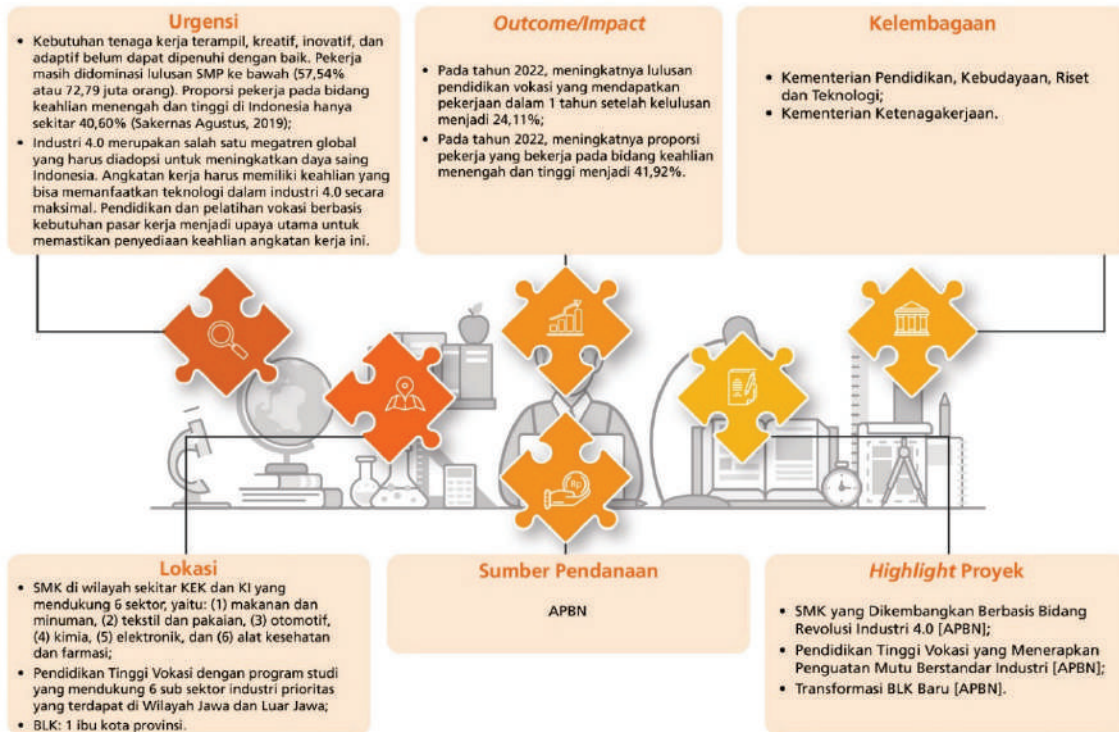 Urgensi
• Kebutuhan tenaga kerja terampil, kreatif, inovatif, dan
adaptif belum dapat dipenuhi dengan baik. Pekerja
masih didominasi lulusan SMP ke bawah (57,54%
atau 72,79 juta orang). Proporsi pekerja pada bidang
keahlian menengah dan tinggi di Indonesia hanya
sekitar 40,60% (Sakernas Agustus, 2019);
• Industri 4.0 merupakan salah satu megatren global
yang harus diadopsi untuk meningkatkan daya saing
Indonesia. Angkatan kerja harus memiliki keahlian yang
bisa memanfaatkan teknologi dalam industri 4.0 secara
maksimal. Pendidikan dan pelatihan vokasi berbasis
kebutuhan pasar kerja menjadi upaya utama untuk
memastikan penyediaan keahlian angkatan kerja ini.
Outcome/Impact
• Pada tahun 2022, meningkatnya lulusan
pendidikan vokasi yang mendapatkan
pekerjaan dalam 1 tahun setelah kelulusan
menjadi 24,11%;
• Pada tahun 2022, meningkatnya proporsi
pekerja yang bekerja pada bidang keahlian
menengah dan tinggi menjadi 41,92%.
Kelembagaan
• Kementerian Pendidikan, Kebudayaan, Riset
dan Teknologi;
• Kementerian Ketenagakerjaan.
Rp
Lokasi
• SMK di wilayah sekitar KEK dan KI yang
mendukung 6 sektor, yaitu: (1) makanan dan
minuman, (2) tekstil dan pakaian, (3) otomotif,
(4) kimia, (5) elektronik, dan (6) alat kesehatan
dan farmasi;
• Pendidikan Tinggi Vokasi dengan program studi
yang mendukung 6 sub sektor industri prioritas
yang terdapat di Wilayah Jawa dan Luar Jawa;
• BLK: 1 ibu kota provinsi.
Sumber Pendanaan
APBN
Highlight Proyek
• SMK yang Dikembangkan Berbasis Bidang
Revolusi Industri 4.0 [APBN];
• Pendidikan Tinggi Vokasi yang Menerapkan
Penguatan Mutu Berstandar Industri [APBN];
• Transformasi BLK Baru [APBN].